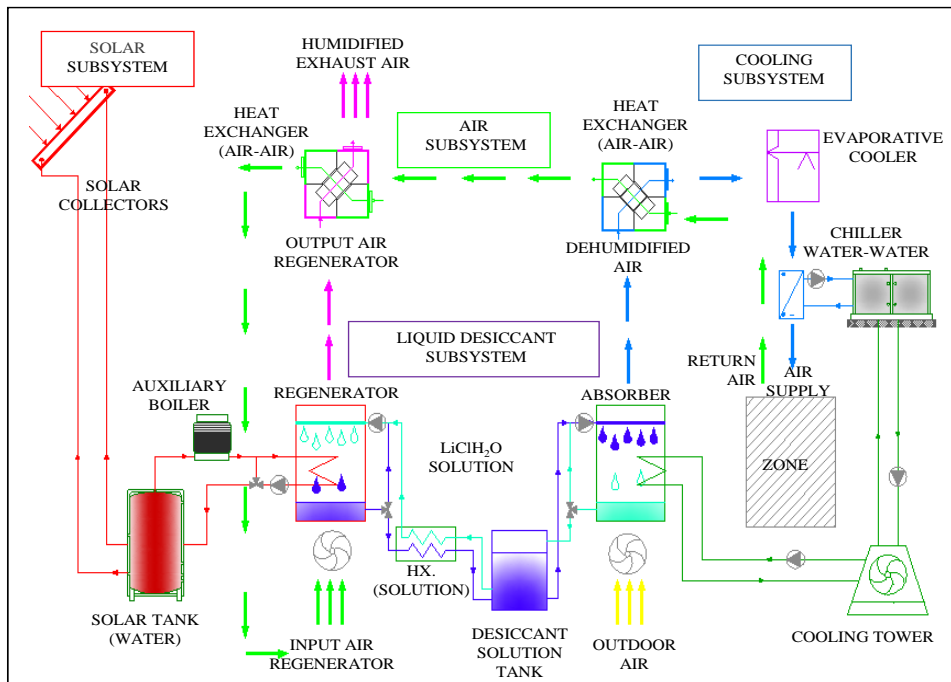 SOLAR
SUBSYSTEM
HUMIDIFIED
EXHAUST AIR
COOLING
SUBSYSTEM
HEAT
EXCHANGER
(AIR-AIR)
AIR
SUBSYSTEM
HEAT
EXCHANGER
(AIR-AIR)
EVAPORATIVE
COOLER
SOLAR
COLLECTORS
OUTPUT AIR
REGENERATOR
DEHUMIDIFIED
AIR
CHILLER
WATER-WATER
LIQUID DESICCANT
SUBSYSTEM
RETURN
AIR
AIR
SUPPLY
AUXILIARY
BOILER
REGENERATOR
ABSORBER
LiClH₂O
SOLUTION
ZONE
HX.
(SOLUTION)
SOLAR TANK
(WATER)
INPUT AIR
REGENERATOR
DESICCANT
SOLUTION
TANK
OUTDOOR
AIR
COOLING TOWER